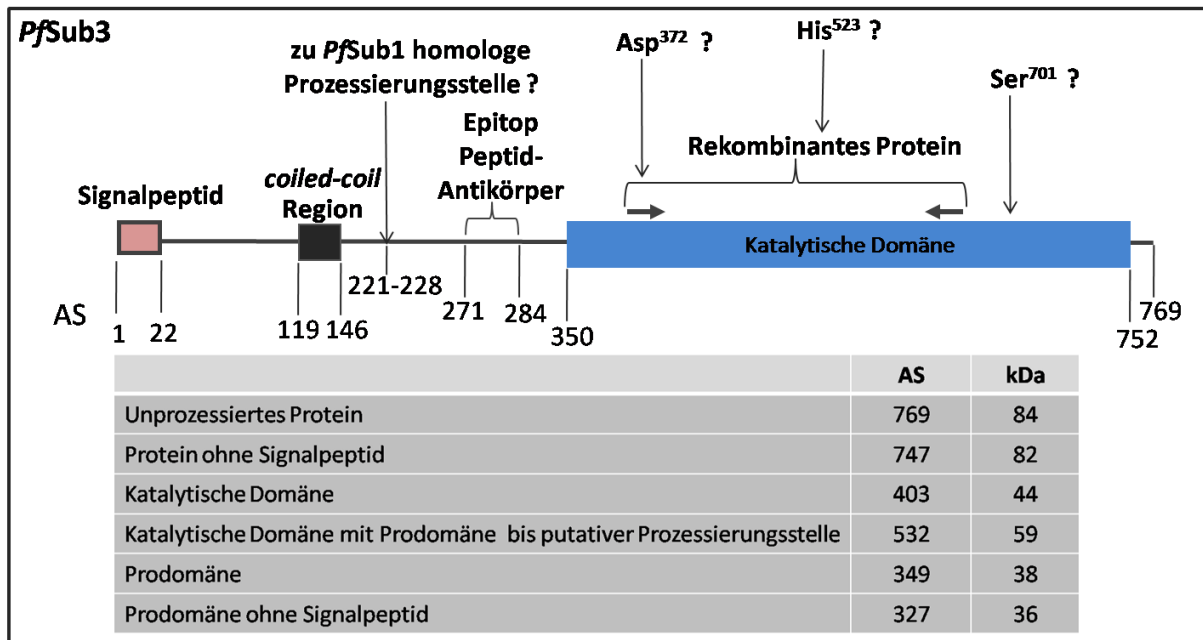 PfSub3
zu PfSub1 homologe
Prozessierungsstelle ?
Asp³⁷² ?
His⁵²³ ?
Ser⁷⁰¹ ?
Epitop
Peptid-
Antikörper
Rekombinantes Protein
Signalpeptid
coiled-coil
Region
Katalytische Domäne
AS
1
22
119
146
221-228
271
284
350
752
769
AS kDa
Unprozessiertes Protein 769 84
Protein ohne Signalpeptid 747 82
Katalytische Domäne 403 44
Katalytische Domäne mit Prodomäne bis putativer Prozessierungsstelle 532 59
Prodomäne 349 38
Prodomäne ohne Signalpeptid 327 36